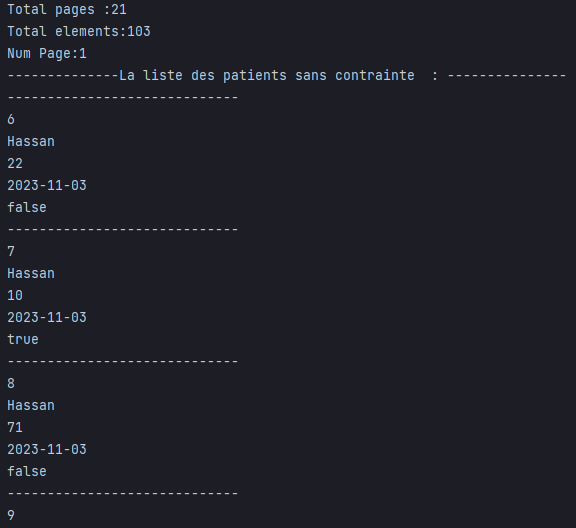 Total pages :21
Total elements:103
Num Page:1
--------------La liste des patients sans contrainte  : ---------------
-----------------------------
6
Hassan
22
2023-11-03
false
-----------------------------
7
Hassan
10
2023-11-03
true
-----------------------------
8
Hassan
71
2023-11-03
false
-----------------------------
9